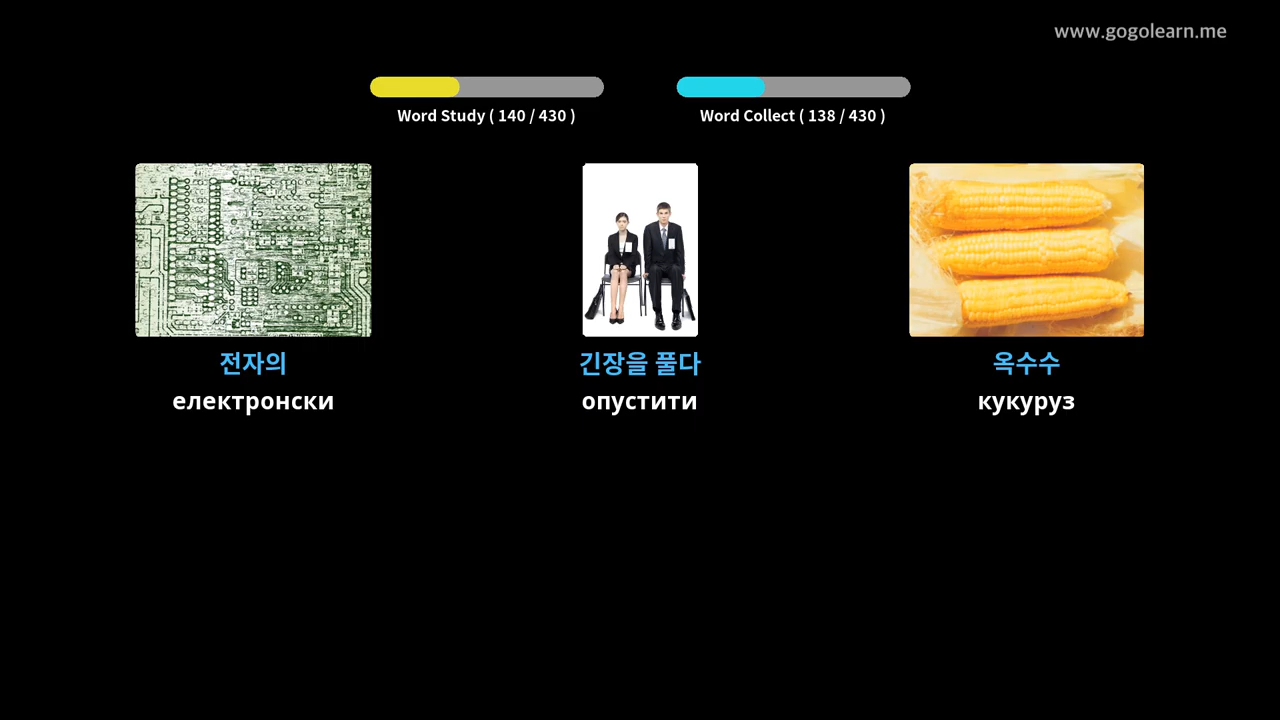 www.gogolearn.me
Word Study ( 140 / 430 )
Word Collect ( 138 / 430 )
전자의
електронски
긴장을 풀다
опустити
옥수수
кукуруз